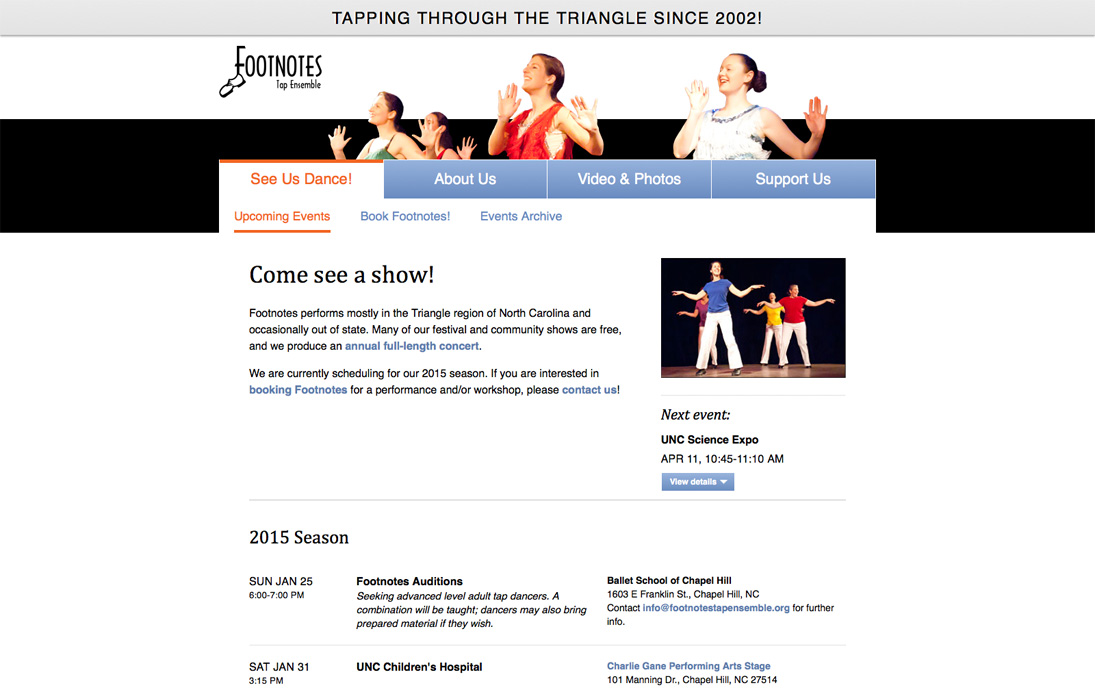 TAPPING THROUGH THE TRIANGLE SINCE 2002!
FOOTNOTES
Tap Ensemble
See Us Dance!
About Us
Video & Photos
Support Us
Upcoming Events
Book Footnotes!
Events Archive
Come see a show!
Footnotes performs mostly in the Triangle region of North Carolina and
occasionally out of state. Many of our festival and community shows are free,
and we produce an annual full-length concert.
We are currently scheduling for our 2015 season. If you are interested in
booking Footnotes for a performance and/or workshop, please contact us!
Next event:
UNC Science Expo
APR 11, 10:45-11:10 AM
View details
2015 Season
SUN JAN 25
6:00-7:00 PM
Footnotes Auditions
Seeking advanced level adult tap dancers. A
combination will be taught; dancers may also bring
prepared material if they wish.
Ballet School of Chapel Hill
1603 E Franklin St., Chapel Hill, NC
Contact info@footnotestapensemble.org for further
info.
SAT JAN 31
3:15 PM
UNC Children's Hospital
Charlie Gane Performing Arts Stage
101 Manning Dr., Chapel Hill, NC 27514